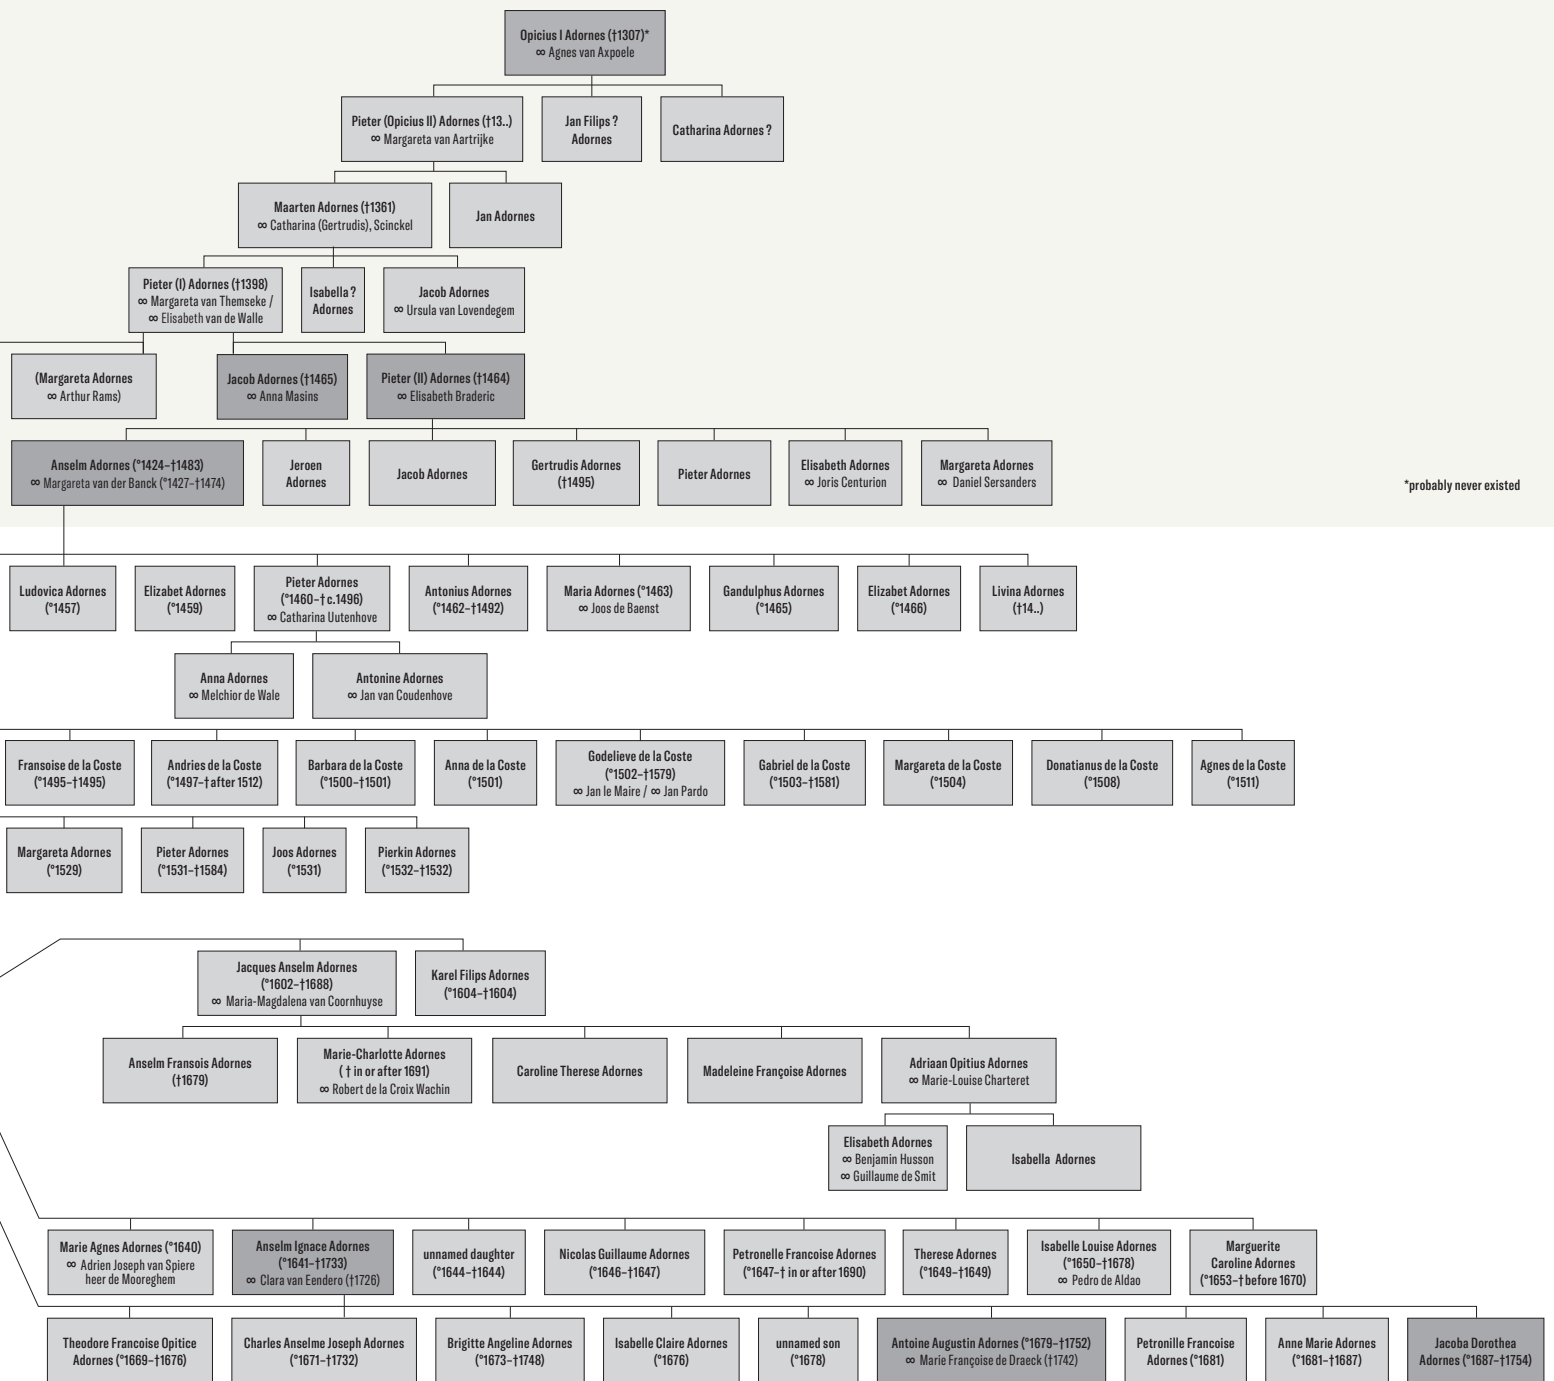 Opicius I Adornes (†1307)*
∞ Agnes van Axpoele
Pieter (Opicius II) Adornes (†13..)
∞ Margareta van Aartrijke
Jan Filips ?
Adornes
Catharina Adornes ?
Maarten Adornes (†1361)
∞ Catharina (Gertrudis), Scinckel
Jan Adornes
Pieter (I) Adornes (†1398)
∞ Margareta van Themseke /
∞ Elisabeth van de Walle
Isabella ?
Adornes
Jacob Adornes
∞ Ursula van Lovendegem
(Margareta Adornes
∞ Arthur Rams)
Jacob Adornes (†1465)
∞ Anna Masins
Pieter (II) Adornes (†1464)
∞ Elisabeth Braderic
Anselm Adornes (°1424–†1483)
∞ Margareta van der Banck (°1427–†1474)
Jeroen
Adornes
Jacob Adornes
Gertrudis Adornes
(†1495)
Pieter Adornes
Elisabeth Adornes
∞ Joris Centurion
Margareta Adornes
∞ Daniel Sersanders
*probably never existed
Ludovica Adornes
(°1457)
Elizabet Adornes
(°1459)
Pieter Adornes
(°1460–† c.1496)
∞ Catharina Uutenhove
Antonius Adornes
(°1462–†1492)
Maria Adornes (°1463)
∞ Joos de Baenst
Gandulphus Adornes
(°1465)
Elizabet Adornes
(°1466)
Livina Adornes
(†14..)
Anna Adornes
∞ Melchior de Wale
Antonine Adornes
∞ Jan van Coudenhove
Fransoise de la Coste
(°1495–†1495)
Andries de la Coste
(°1497–† after 1512)
Barbara de la Coste
(°1500–†1501)
Anna de la Coste
(°1501)
Godelieve de la Coste
(°1502–†1579)
∞ Jan le Maire / ∞ Jan Pardo
Gabriel de la Coste
(°1503–†1581)
Margareta de la Coste
(°1504)
Donatianus de la Coste
(°1508)
Agnes de la Coste
(°1511)
Margareta Adornes
(°1529)
Pieter Adornes
(°1531–†1584)
Joos Adornes
(°1531)
Pierkin Adornes
(°1532–†1532)
Jacques Anselm Adornes
(°1602–†1688)
∞ Maria-Magdalena van Coornhuyse
Karel Filips Adornes
(°1604–†1604)
Anselm Fransois Adornes
(†1679)
Marie-Charlotte Adornes
( † in or after 1691)
∞ Robert de la Croix Wachin
Caroline Therese Adornes
Madeleine Françoise Adornes
Adriaan Opitius Adornes
∞ Marie-Louise Charteret
Elisabeth Adornes
∞ Benjamin Husson
∞ Guillaume de Smit
Isabella Adornes
Marie Agnes Adornes (°1640)
∞ Adrien Joseph van Spiere
heer de Mooreghem
Anselm Ignace Adornes
(°1641–†1733)
∞ Clara van Eendero (†1726)
unnamed daughter
(°1644–†1644)
Nicolas Guillaume Adornes
(°1646–†1647)
Petronelle Francoise Adornes
(°1647–† in or after 1690)
Therese Adornes
(°1649–†1649)
Isabelle Louise Adornes
(°1650–†1678)
∞ Pedro de Aldao
Marguerite
Caroline Adornes
(°1653–† before 1670)
Theodore Francoise Opitice
Adornes (°1669–†1676)
Charles Anselme Joseph Adornes
(°1671–†1732)
Brigitte Angeline Adornes
(°1673–†1748)
Isabelle Claire Adornes
(°1676)
unnamed son
(°1678)
Antoine Augustin Adornes (°1679–†1752)
∞ Marie Françoise de Draeck (†1742)
Petronille Francoise
Adornes (°1681)
Anne Marie Adornes
(°1681–†1687)
Jacoba Dorothea
Adornes (°1687–†1754)